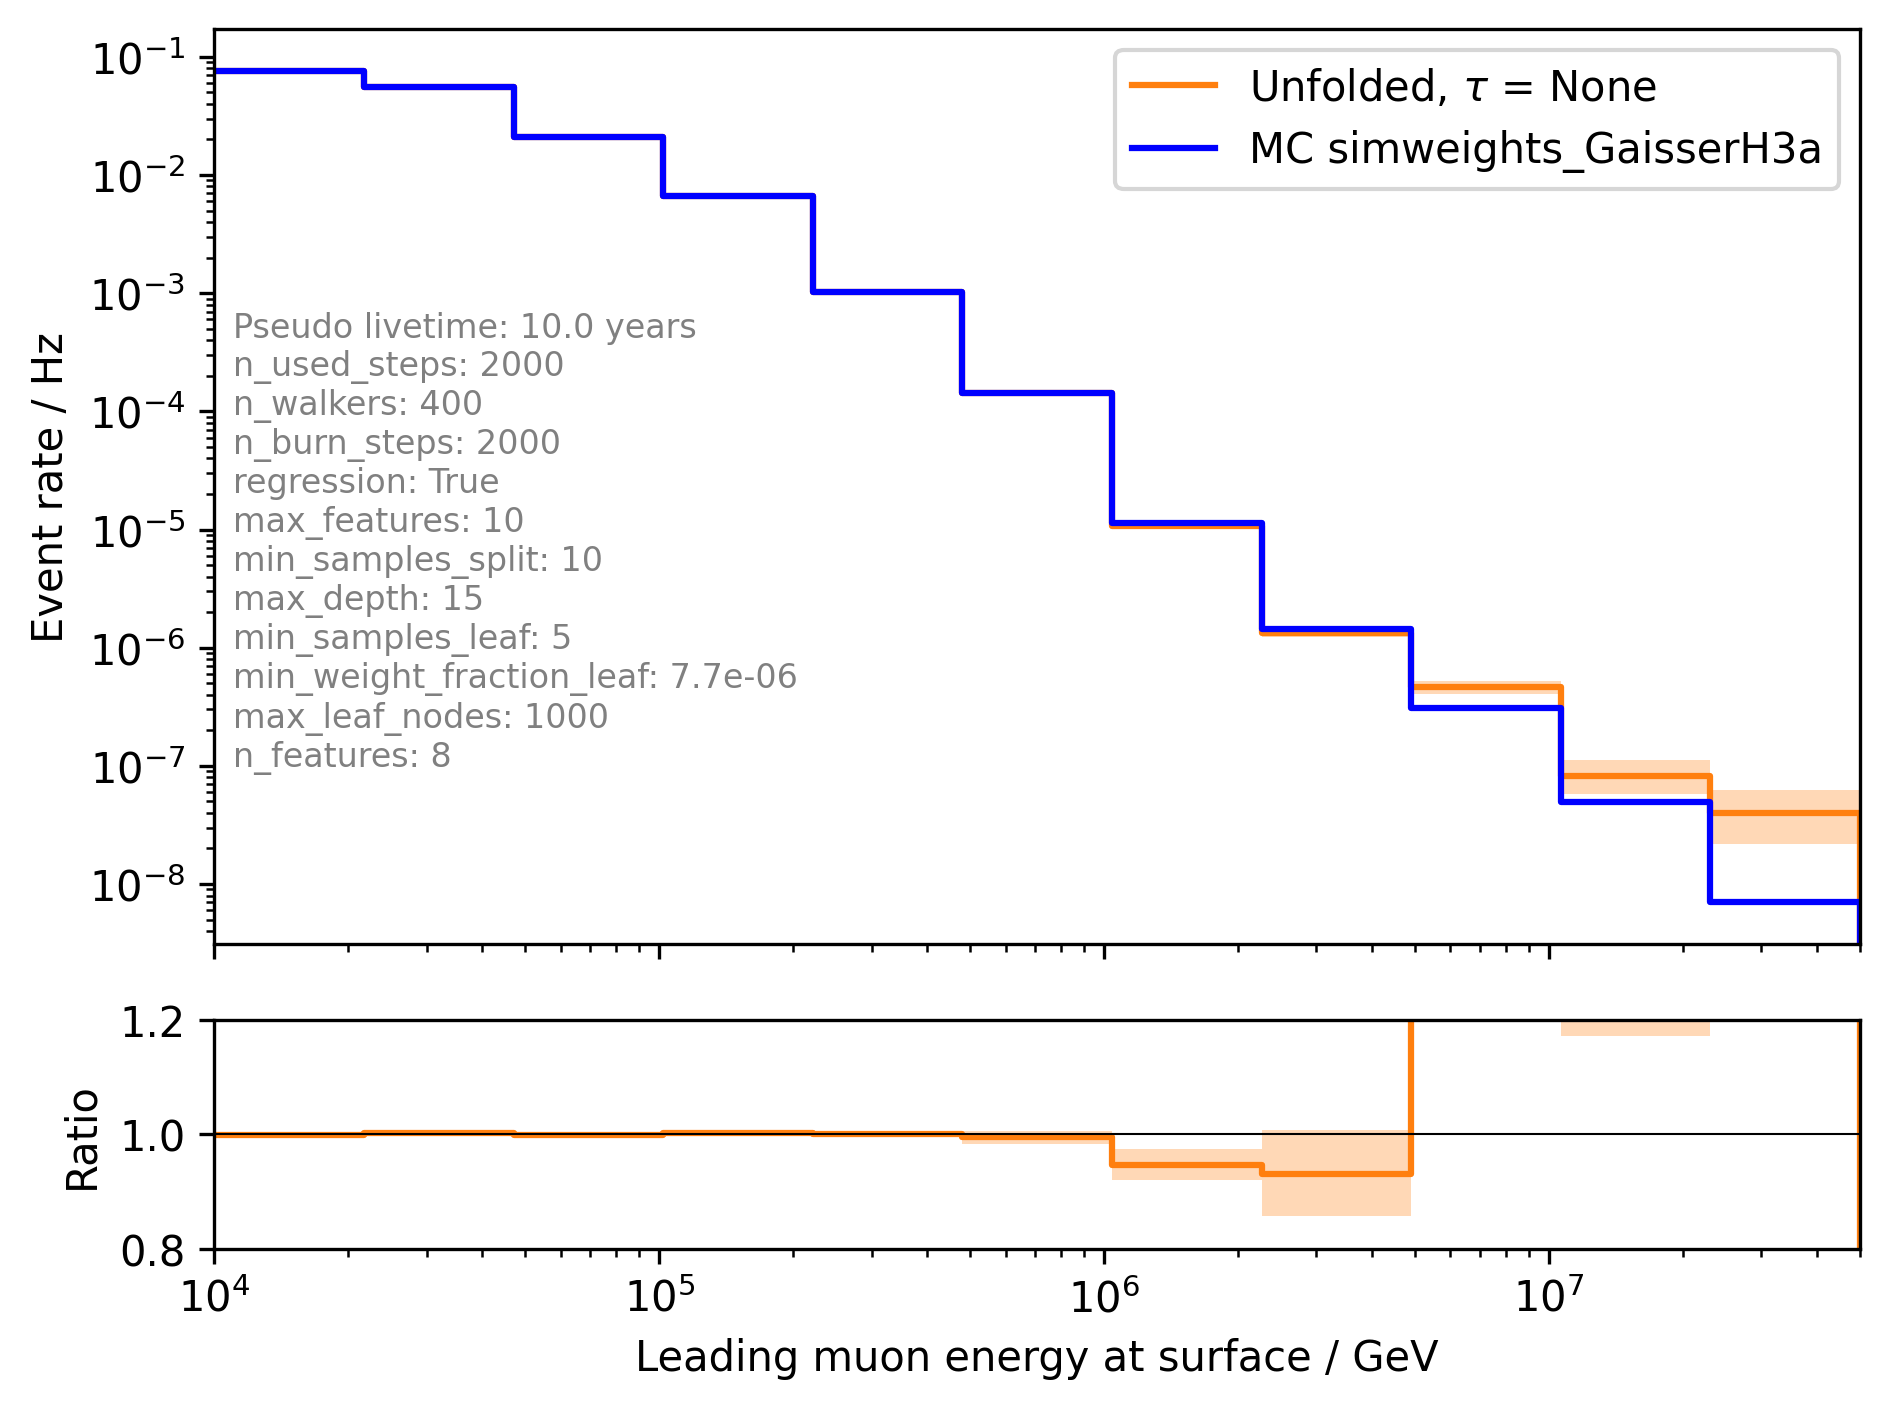 10⁻¹
10⁻²
10⁻³
10⁻⁴
10⁻⁵
10⁻⁶
10⁻⁷
10⁻⁸
Event rate / Hz
Unfolded, τ = None
MC simweights_GaisserH3a
Pseudo livetime: 10.0 years
n_used_steps: 2000
n_walkers: 400
n_burn_steps: 2000
regression: True
max_features: 10
min_samples_split: 10
max_depth: 15
min_samples_leaf: 5
min_weight_fraction_leaf: 7.7e-06
max_leaf_nodes: 1000
n_features: 8
1.2
1.0
0.8
Ratio
10⁴ 10⁵ 10⁶ 10⁷
Leading muon energy at surface / GeV